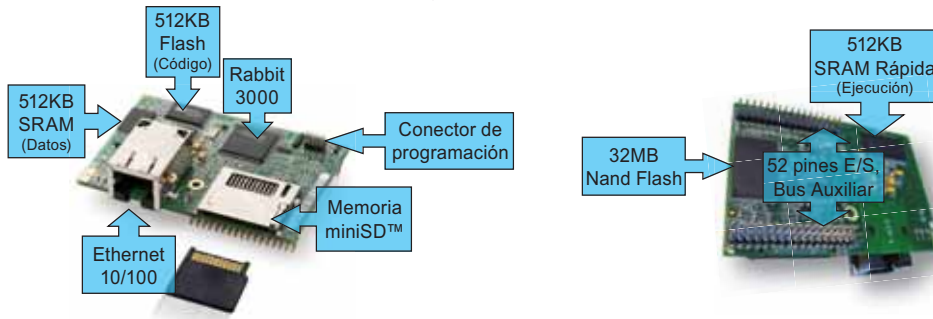 512KB
Flash
(Código)
Rabbit
3000
512KB
SRAM
(Datos)
Conector de
programación
Memoria
miniSD™
Ethernet
10/100
512KB
SRAM Rápida
(Ejecución)
32MB
Nand Flash
52 pines E/S,
Bus Auxiliar